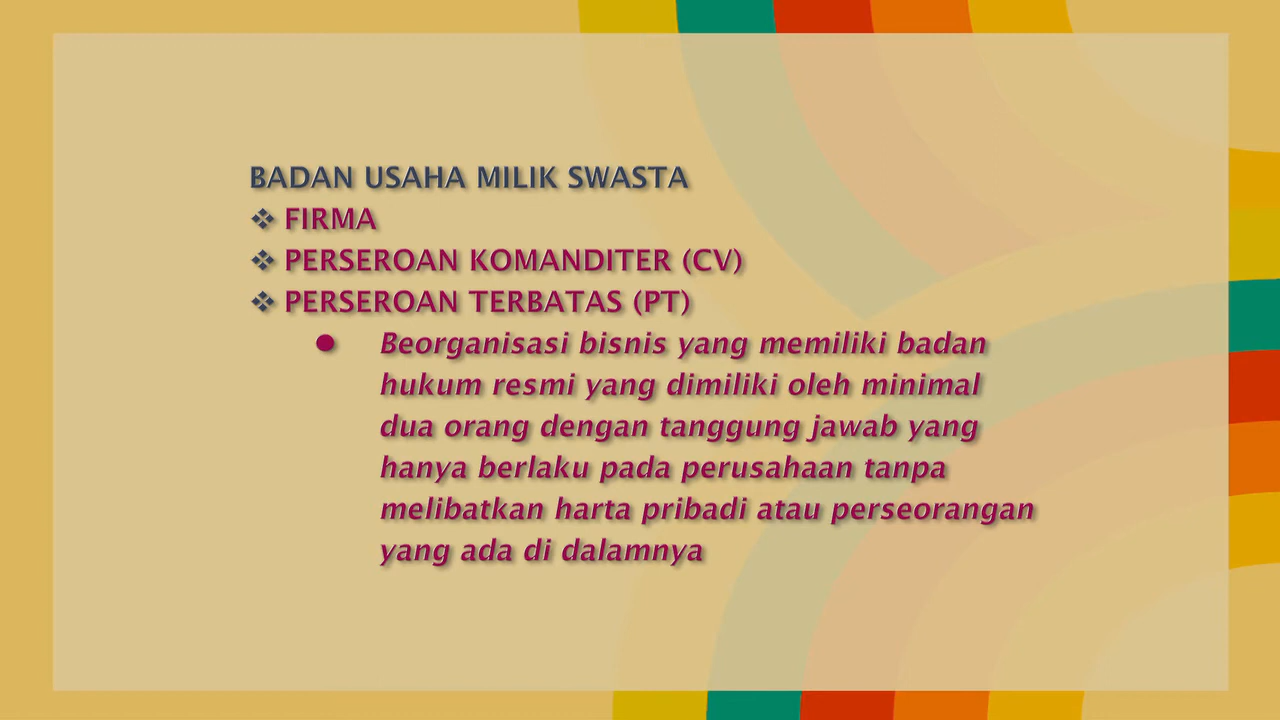 BADAN USAHA MILIK SWASTA
❖ FIRMA
❖ PERSEROAN KOMANDITER (CV)
❖ PERSEROAN TERBATAS (PT)
● Beorganisasi bisnis yang memiliki badan
hukum resmi yang dimiliki oleh minimal
dua orang dengan tanggung jawab yang
hanya berlaku pada perusahaan tanpa
melibatkan harta pribadi atau perseorangan
yang ada di dalamnya